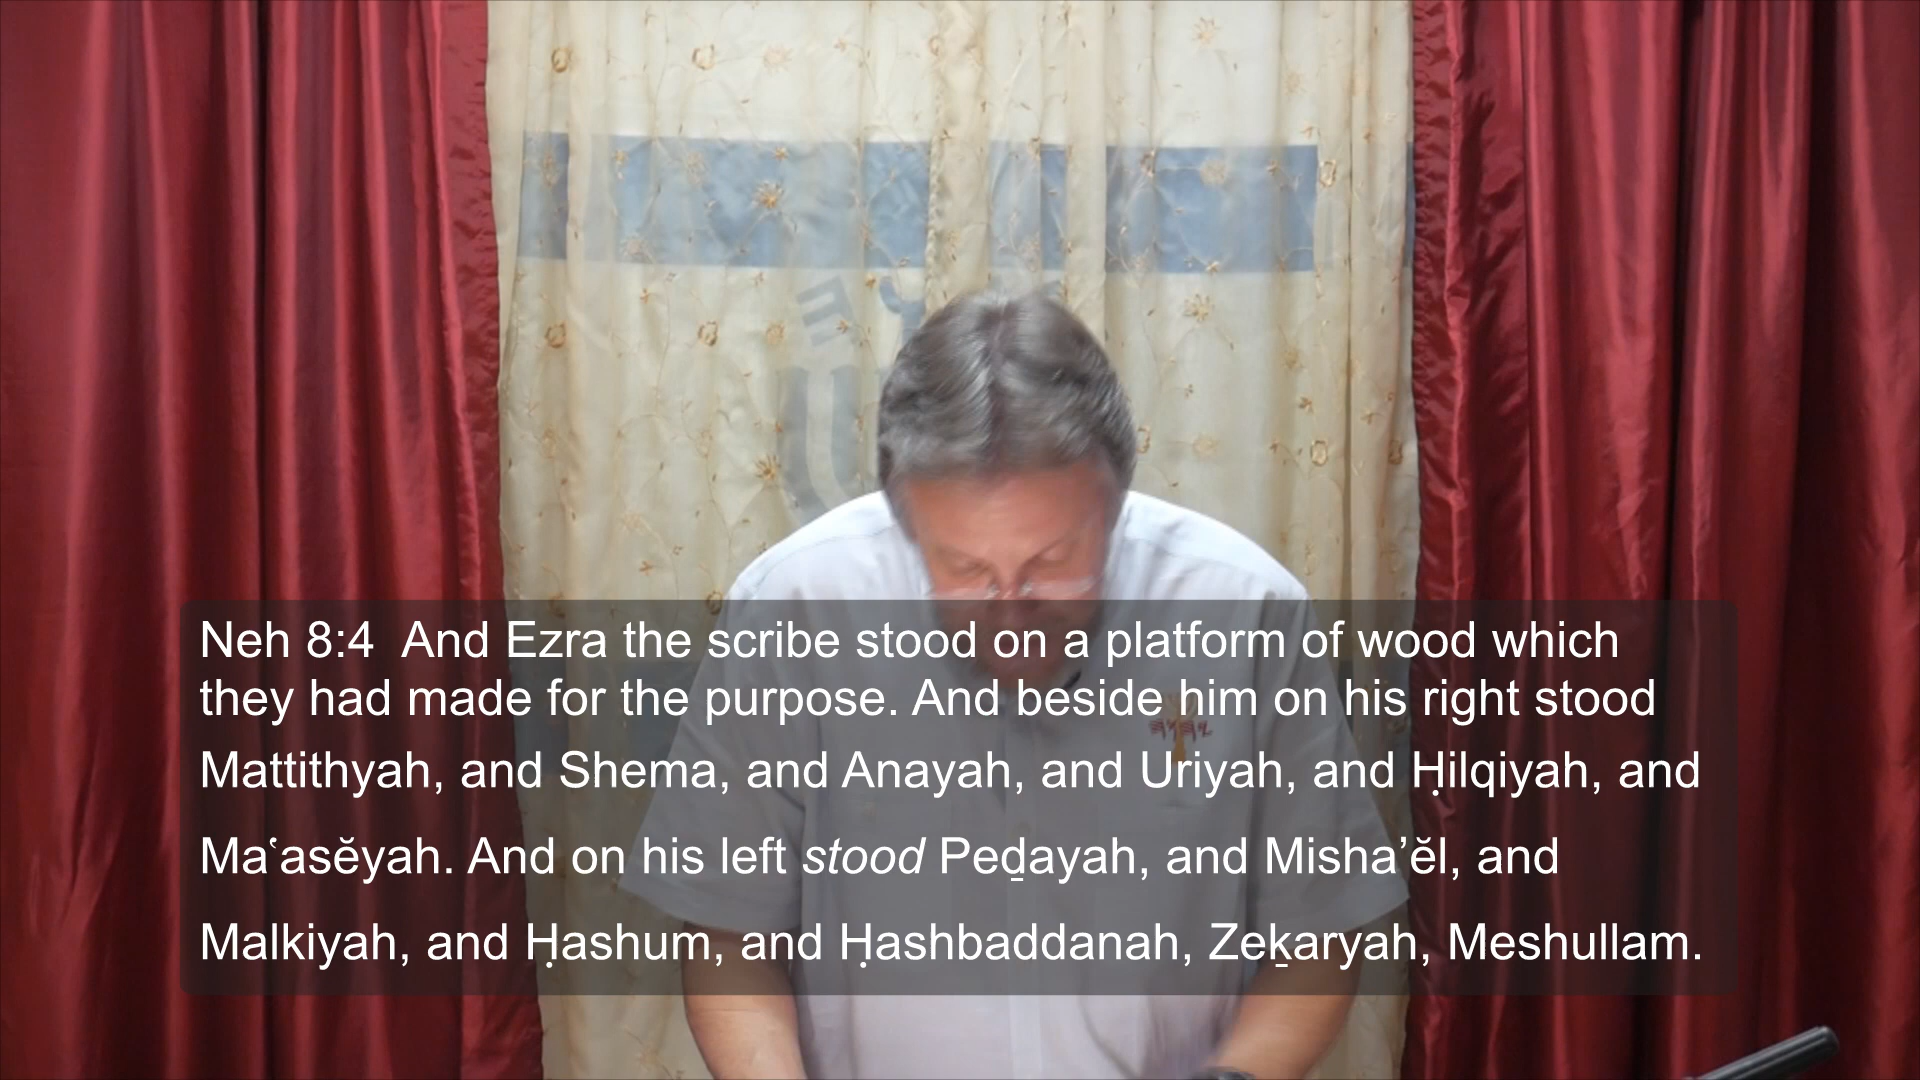 Neh 8:4  And Ezra the scribe stood on a platform of wood which
they had made for the purpose. And beside him on his right stood
Mattithyah, and Shema, and Anayah, and Uriyah, and Ḥilqiyah, and
Maʽasĕyah. And on his left stood Peḏayah, and Misha’ĕl, and
Malkiyah, and Ḥashum, and Ḥashbaddanah, Zeḵaryah, Meshullam.